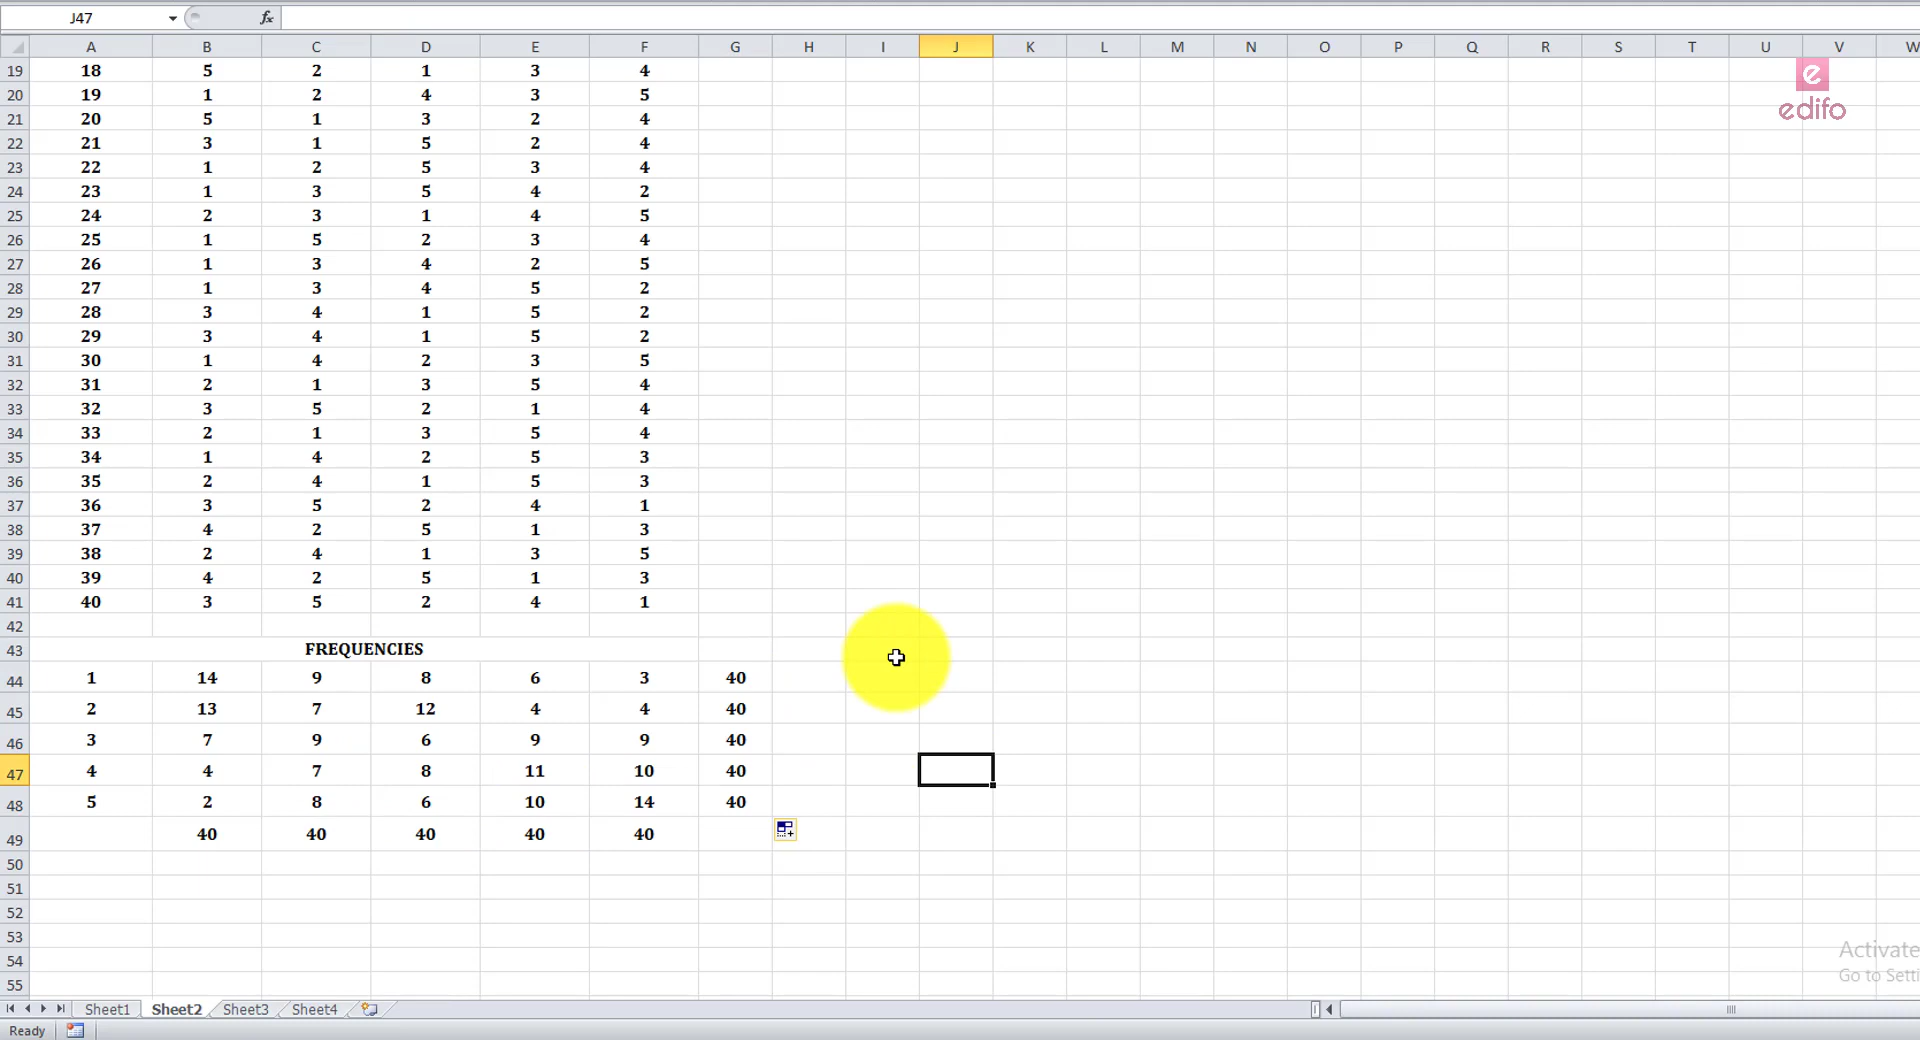 J47 fx
A B C D E F G H I J K L M N O P Q R S T U V W
19 18 5 2 1 3 4
20 19 1 2 4 3 5
21 20 5 1 3 2 4
22 21 3 1 5 2 4
23 22 1 2 5 3 4
24 23 1 3 5 4 2
25 24 2 3 1 4 5
26 25 1 5 2 3 4
27 26 1 3 4 2 5
28 27 1 3 4 5 2
29 28 3 4 1 5 2
30 29 3 4 1 5 2
31 30 1 4 2 3 5
32 31 2 1 3 5 4
33 32 3 5 2 1 4
34 33 2 1 3 5 4
35 34 1 4 2 5 3
36 35 2 4 1 5 3
37 36 3 5 2 4 1
38 37 4 2 5 1 3
39 38 2 4 1 3 5
40 39 4 2 5 1 3
41 40 3 5 2 4 1
42
43 FREQUENCIES
44 1 14 9 8 6 3 40
45 2 13 7 12 4 4 40
46 3 7 9 6 9 9 40
47 4 4 7 8 11 10 40
48 5 2 8 6 10 14 40
49 40 40 40 40 40
50
51
52
53
54
55
e
edifo
Activate
Go to Setti
Sheet1 Sheet2 Sheet3 Sheet4
Ready